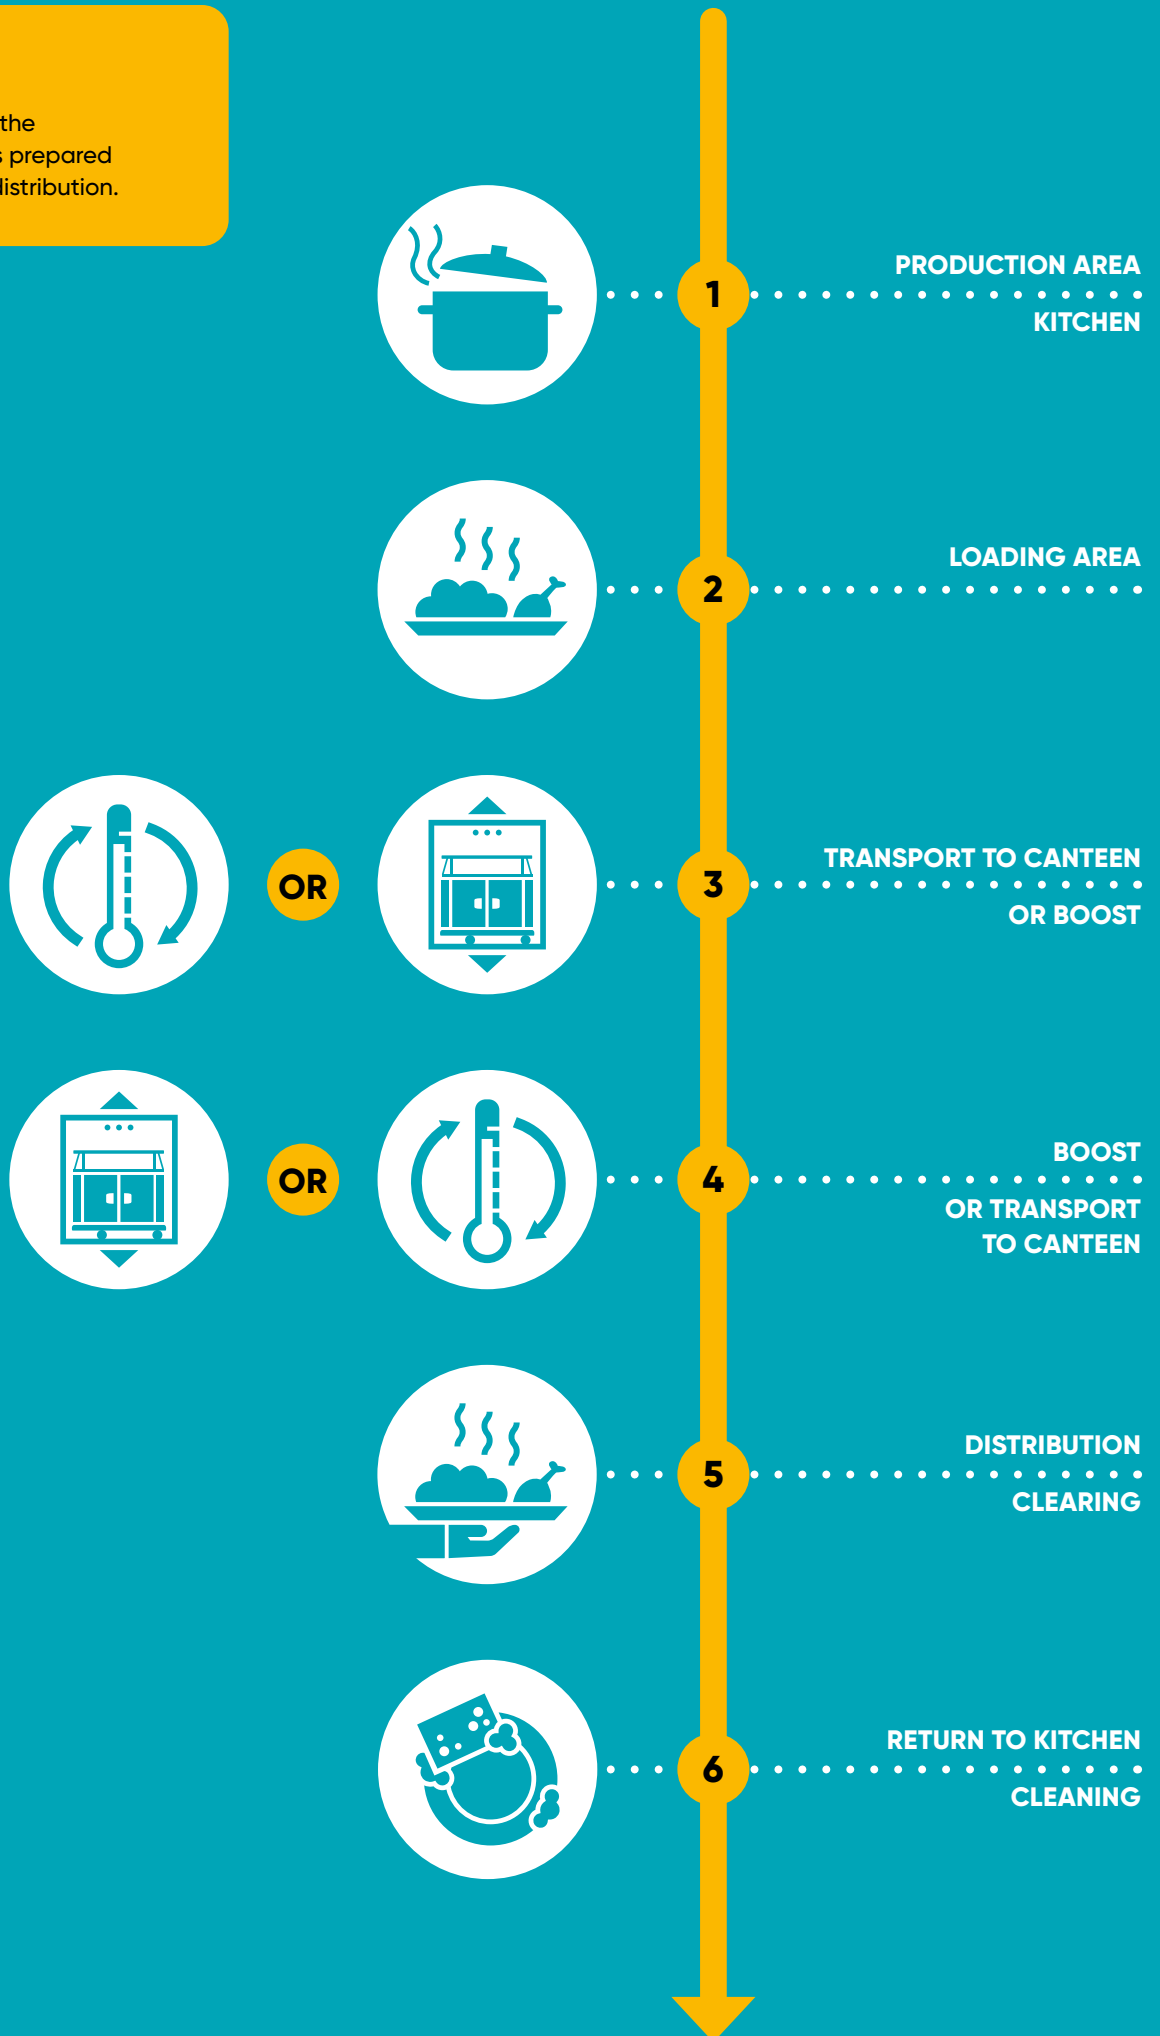 the
prepared
distribution.
1
PRODUCTION AREA
KITCHEN
2
LOADING AREA
OR
3
TRANSPORT TO CANTEEN
OR BOOST
OR
4
BOOST
OR TRANSPORT
TO CANTEEN
5
DISTRIBUTION
CLEARING
6
RETURN TO KITCHEN
CLEANING